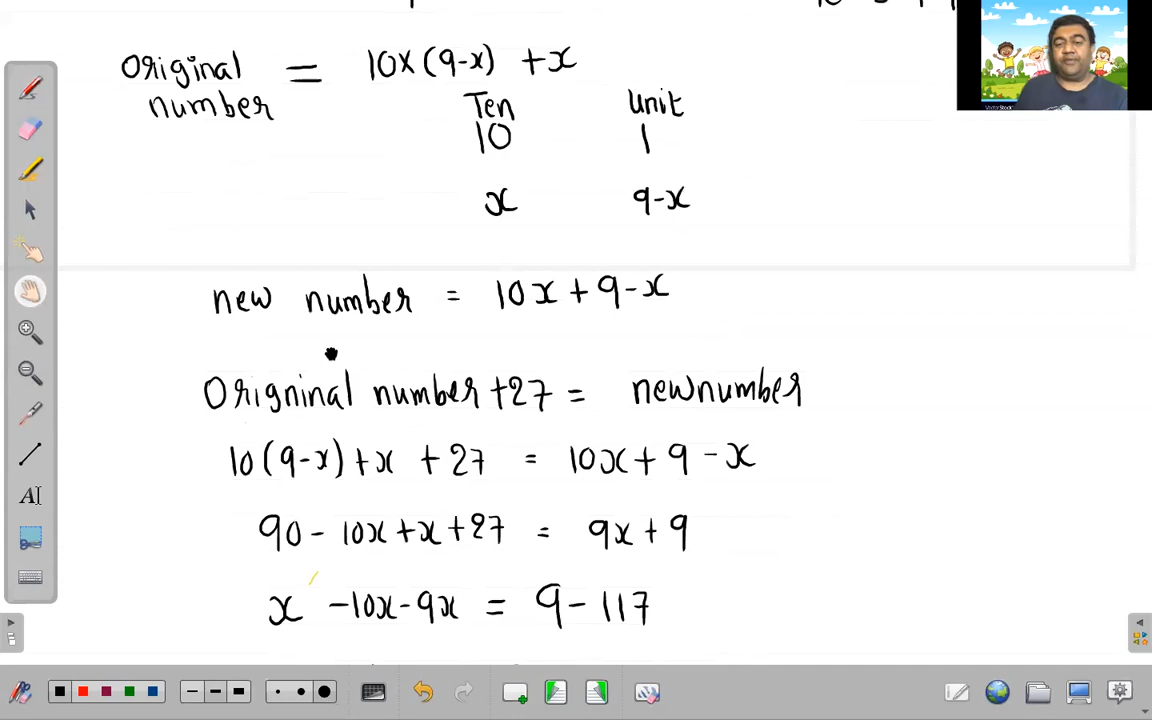 Original = 10x(9-x) +x
number
Ten Unit
10 1
x 9-x
new number = 10x+9-x
Origninal number +27 = newnumber
10(9-x)+x +27 = 10x+9-x
90-10x+x+27 = 9x+9
x -10x-9x = 9-117